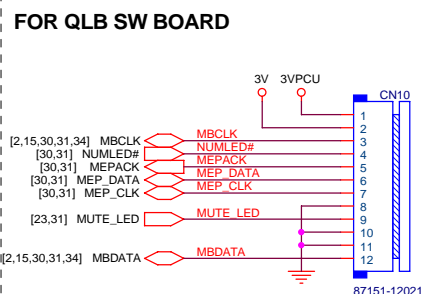 FOR QLB SW BOARD
3V 3VPCU
CN10
1
2
[2,15,30,31,34] MBCLK MBCLK 3
[30,31] NUMLED# NUMLED# 4
[30,31] MEPACK MEPACK 5
[30,31] MEP_DATA MEP_DATA 6
[30,31] MEP_CLK MEP_CLK 7
8
[23,31] MUTE_LED MUTE_LED 9
10
11
[2,15,30,31,34] MBDATA MBDATA 12
87151-12021